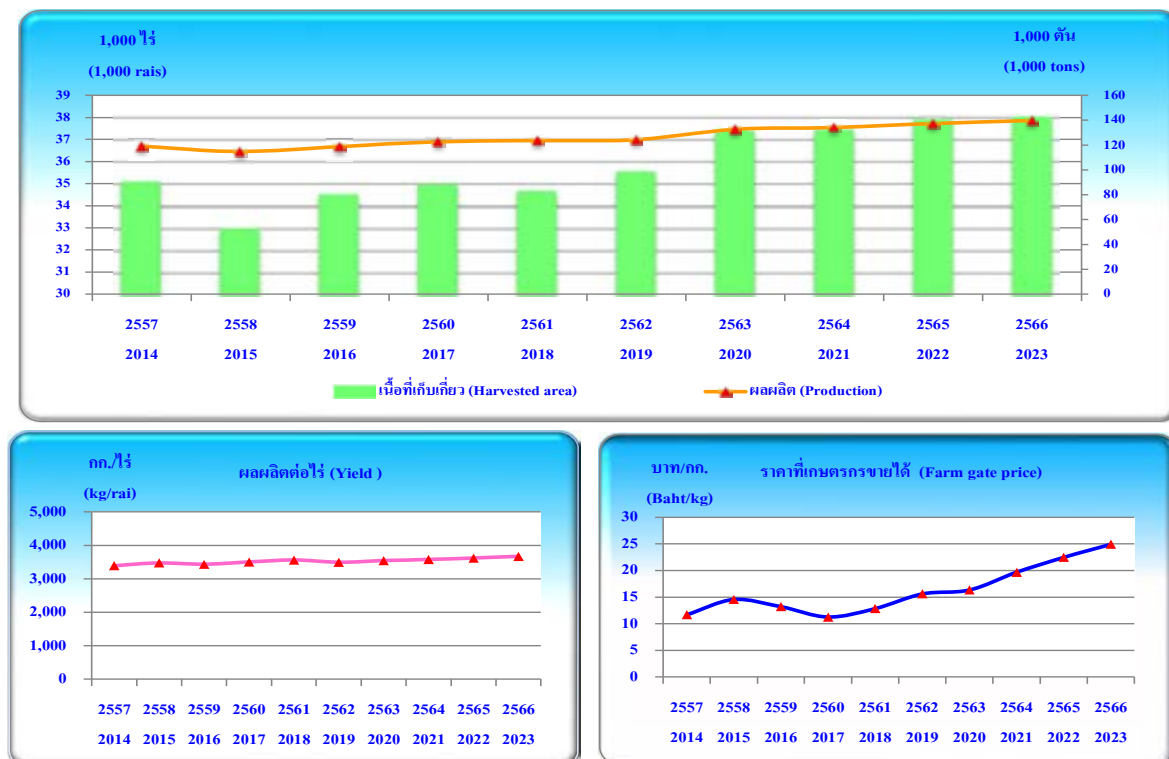 1,000 ไร่
(1,000 rais)
1,000 ตัน
(1,000 tons)
39 160
38 140
37 120
36 100
35 80
34 60
33 40
32 20
31 0
30
2557 2558 2559 2560 2561 2562 2563 2564 2565 2566
2014 2015 2016 2017 2018 2019 2020 2021 2022 2023
เนื้อที่เก็บเกี่ยว (Harvested area) ผลผลิต (Production)
กก./ไร่ ผลผลิตต่อไร่ (Yield )
(kg/rai)
5,000
4,000
3,000
2,000
1,000
0
2557 2558 2559 2560 2561 2562 2563 2564 2565 2566
2014 2015 2016 2017 2018 2019 2020 2021 2022 2023
บาท/กก. ราคาที่เกษตรกรขายได้ (Farm gate price)
(Baht/kg)
30
25
20
15
10
5
0
2557 2558 2559 2560 2561 2562 2563 2564 2565 2566
2014 2015 2016 2017 2018 2019 2020 2021 2022 2023